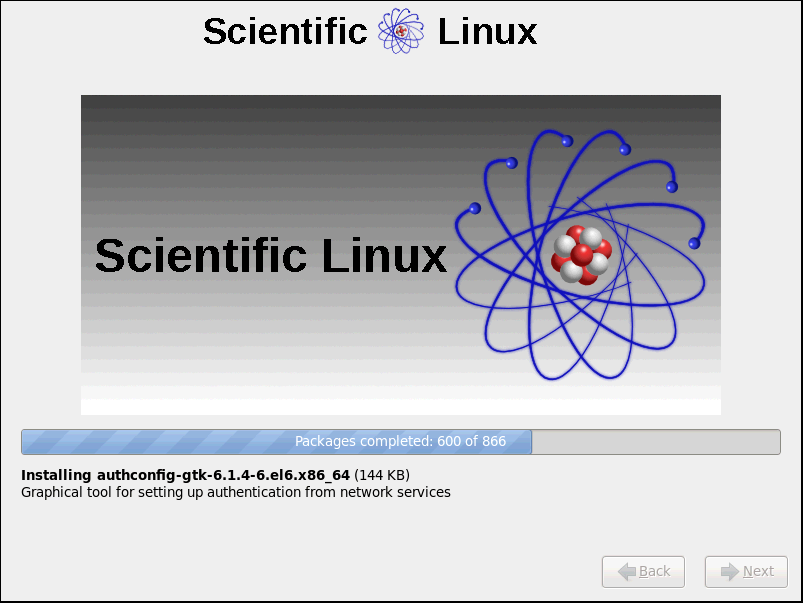 Scientific Linux
Scientific Linux
Packages completed: 600 of 866
Installing authconfig-gtk-6.1.4-6.el6.x86_64 (144 KB)
Graphical tool for setting up authentication from network services
Back Next